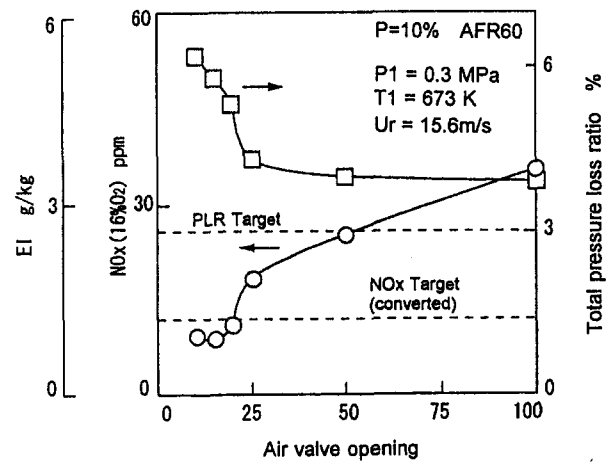 6
3
0
EI g/kg
60
30
0
NOx (16%O2) ppm
P=10% AFR60
P1 = 0.3 MPa
T1 = 673 K
Ur = 15.6m/s
PLR Target
NOx Target
(converted)
6
3
0
Total pressure loss ratio %
0 25 50 75 100
Air valve opening